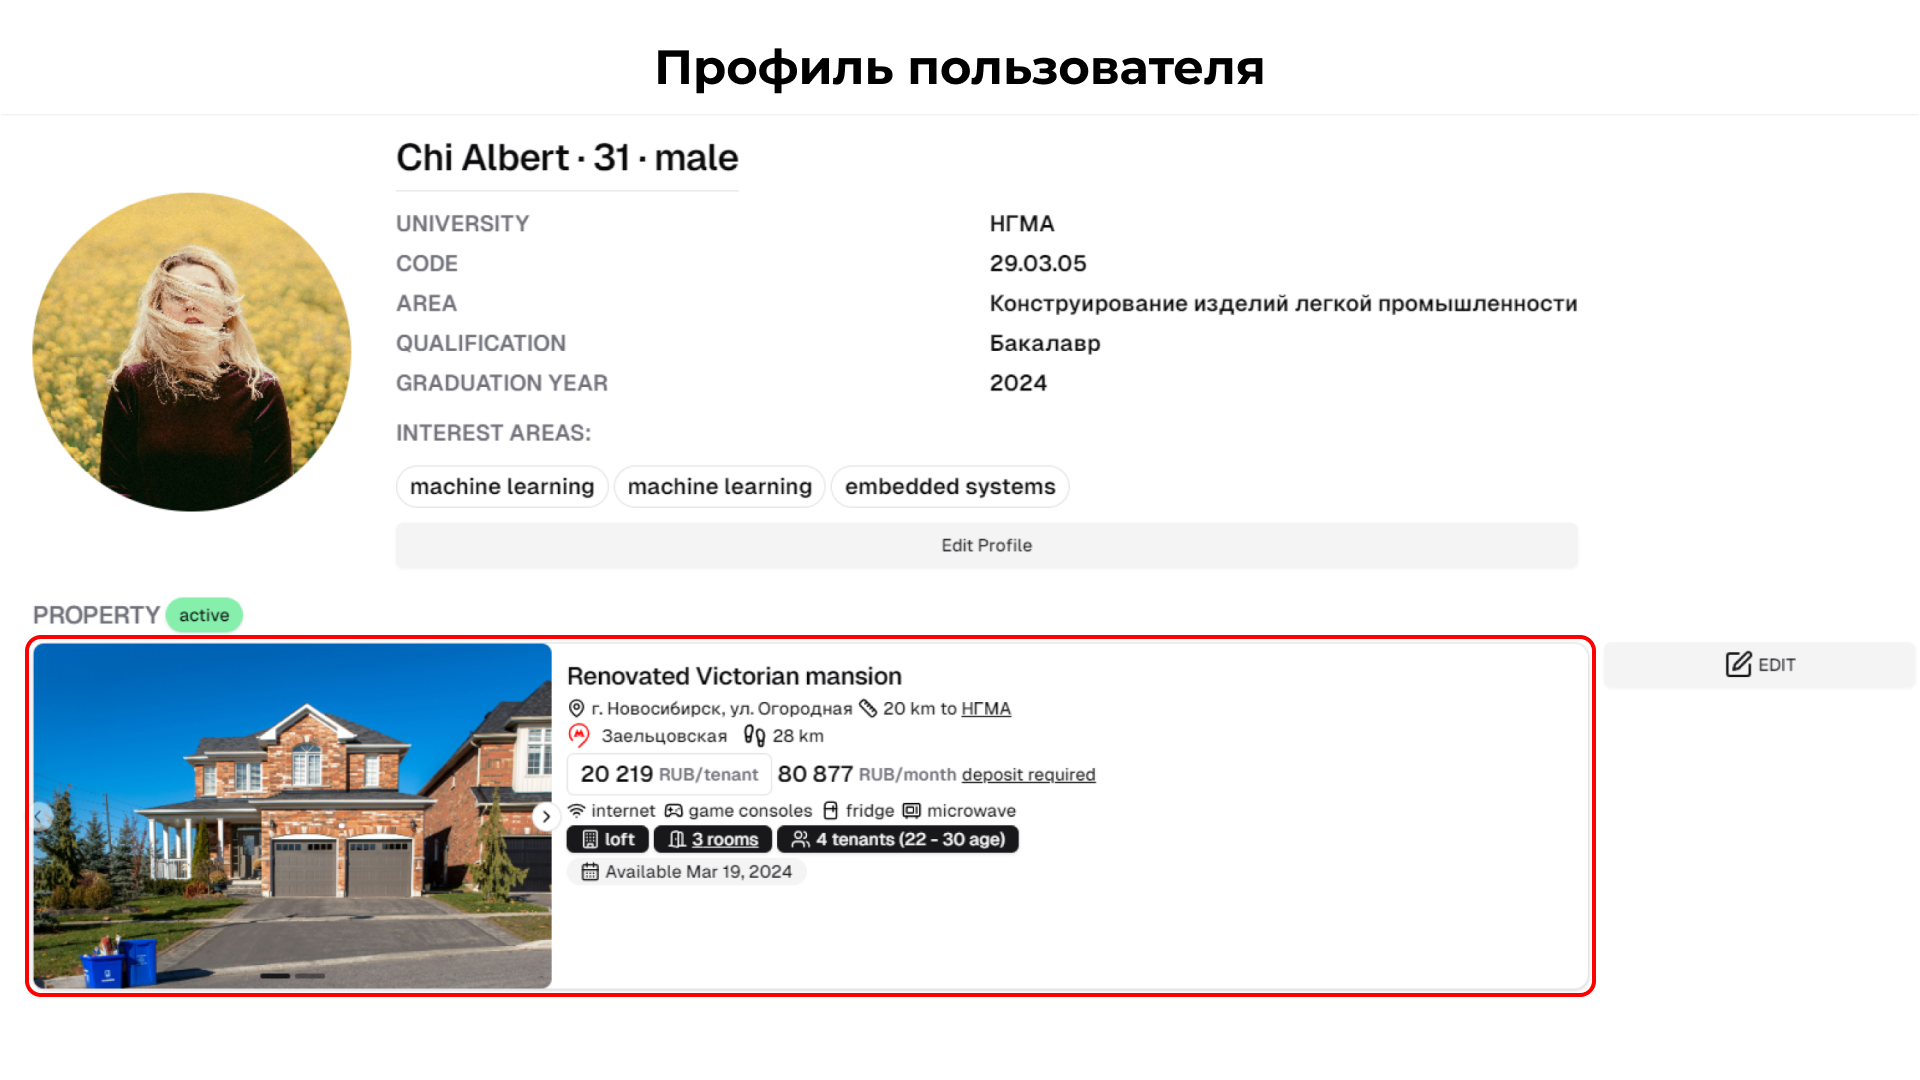 Профиль пользователя
Chi Albert · 31 · male
UNIVERSITY НГМА
CODE 29.03.05
AREA Конструирование изделий легкой промышленности
QUALIFICATION Бакалавр
GRADUATION YEAR 2024
INTEREST AREAS:
machine learning machine learning embedded systems
Edit Profile
PROPERTY active
Renovated Victorian mansion
г. Новосибирск, ул. Огородная 20 km to НГМА
Заельцовская 28 km
20 219 RUB/tenant 80 877 RUB/month deposit required
internet game consoles fridge microwave
loft 3 rooms 4 tenants (22 - 30 age)
Available Mar 19, 2024
EDIT